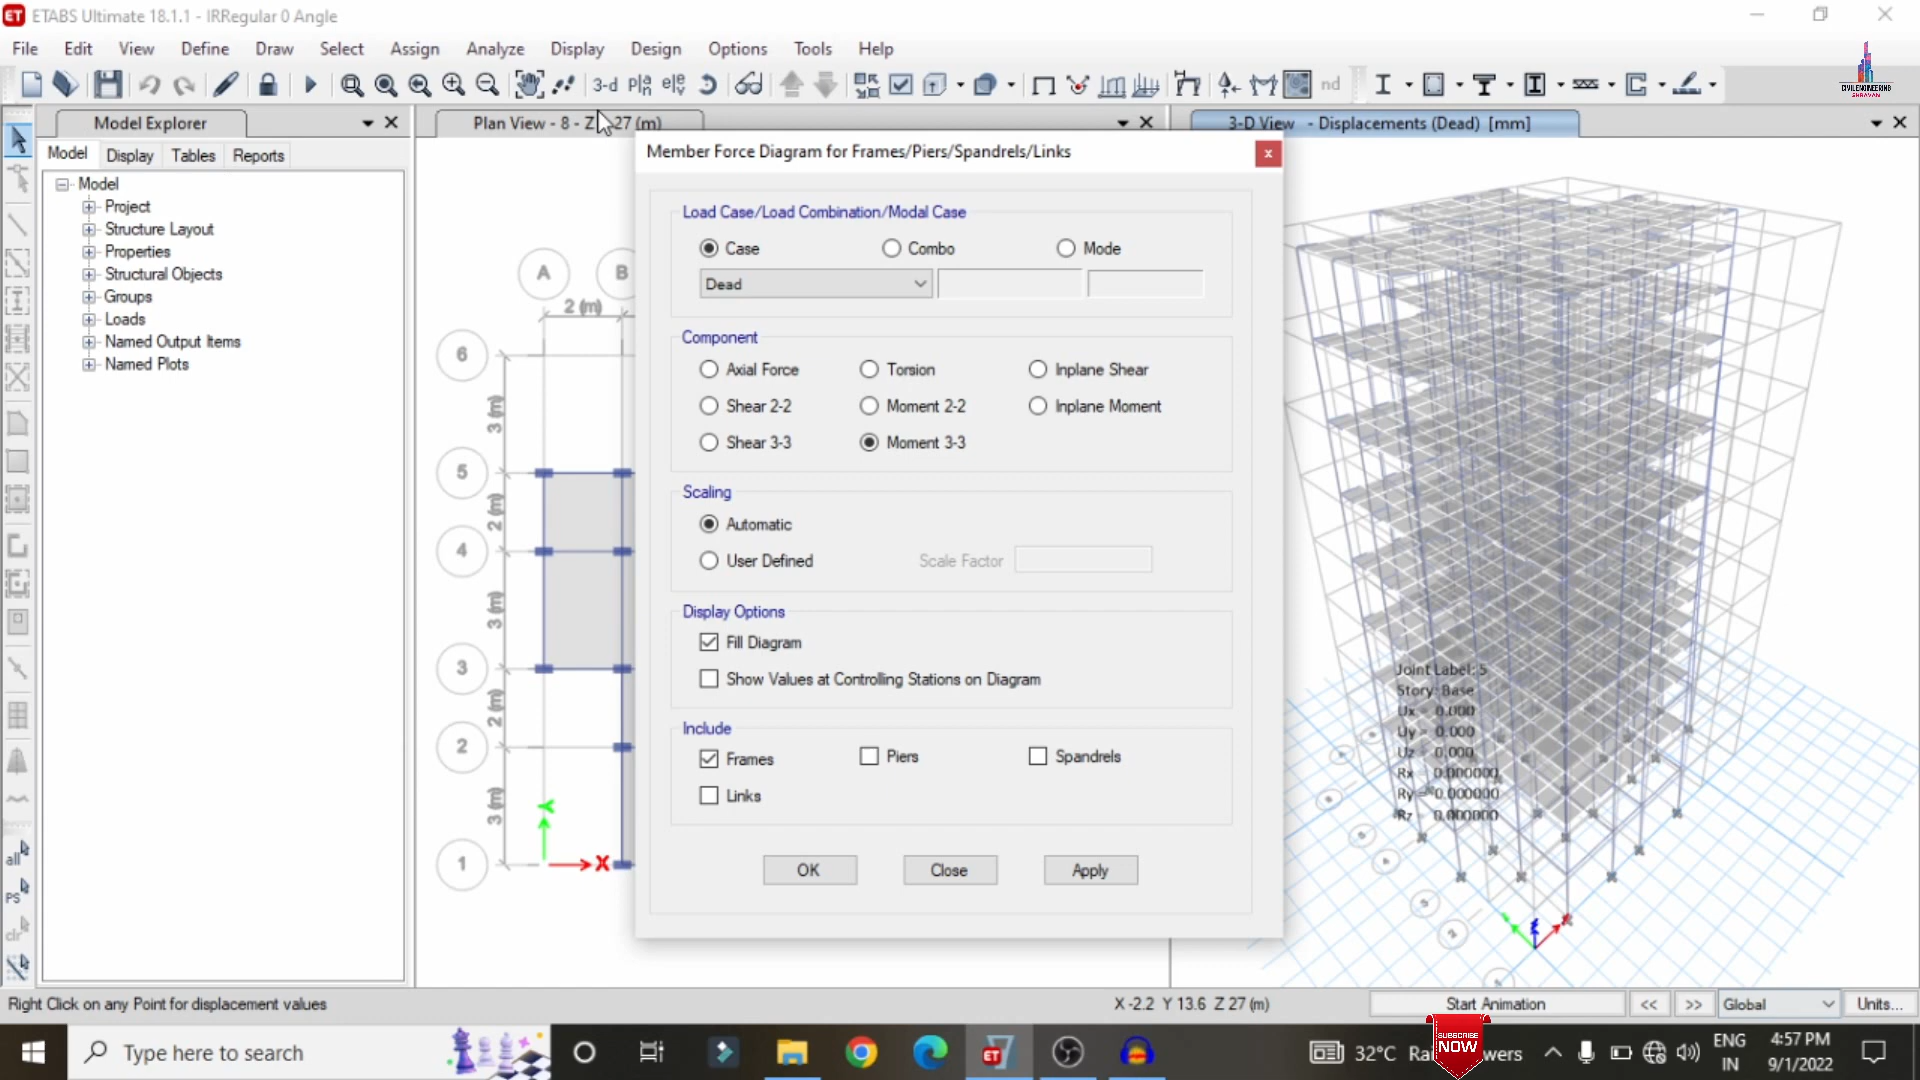 ETABS Ultimate 18.1.1 - IRRegular 0 Angle
File Edit View Define Draw Select Assign Analyze Display Design Options Tools Help
3-d nd
CIVILENGINEERING
SHRAVAN
Model Explorer
Plan View - 8 - Z 27 (m)
3-D View - Displacements (Dead) [mm]
Model Display Tables Reports
Model
Project
Structure Layout
Properties
Structural Objects
Groups
Loads
Named Output Items
Named Plots
A B
2 (m)
6
3 (m)
5
2 (m)
4
3 (m)
3
2 (m)
2
3 (m)
1
Y
X
Member Force Diagram for Frames/Piers/Spandrels/Links
Load Case/Load Combination/Modal Case
Case Combo Mode
Dead
Component
Axial Force Torsion Inplane Shear
Shear 2-2 Moment 2-2 Inplane Moment
Shear 3-3 Moment 3-3
Scaling
Automatic
User Defined Scale Factor
Display Options
Fill Diagram
Show Values at Controlling Stations on Diagram
Include
Frames Piers Spandrels
Links
OK Close Apply
Joint Label: 5
Story: Base
Ux = 0.000
Uy = 0.000
Uz = 0.000
Rx = 0.000000
Ry = 0.000000
Rz = 0.000000
all
PS
clr
Right Click on any Point for displacement values
X -2.2 Y 13.6 Z 27 (m)
Start Animation << >> Global Units...
Type here to search
ET
32°C
SUBSCRIBE
NOW
ENG
IN
4:57 PM
9/1/2022